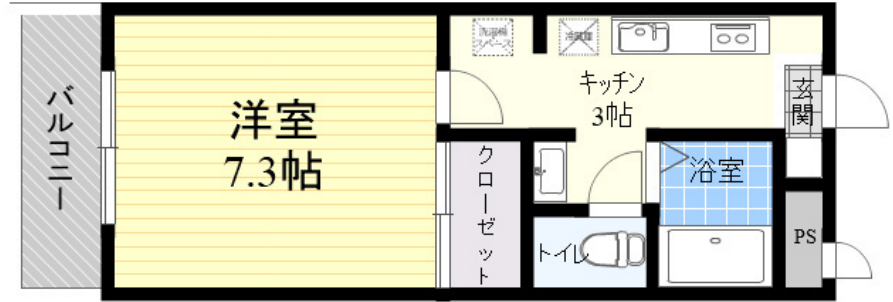 バルコニー
洋室
7.3帖
洗濯機
スペース
冷蔵庫
キッチン
3帖
玄関
クローゼット
浴室
トイレ
PS